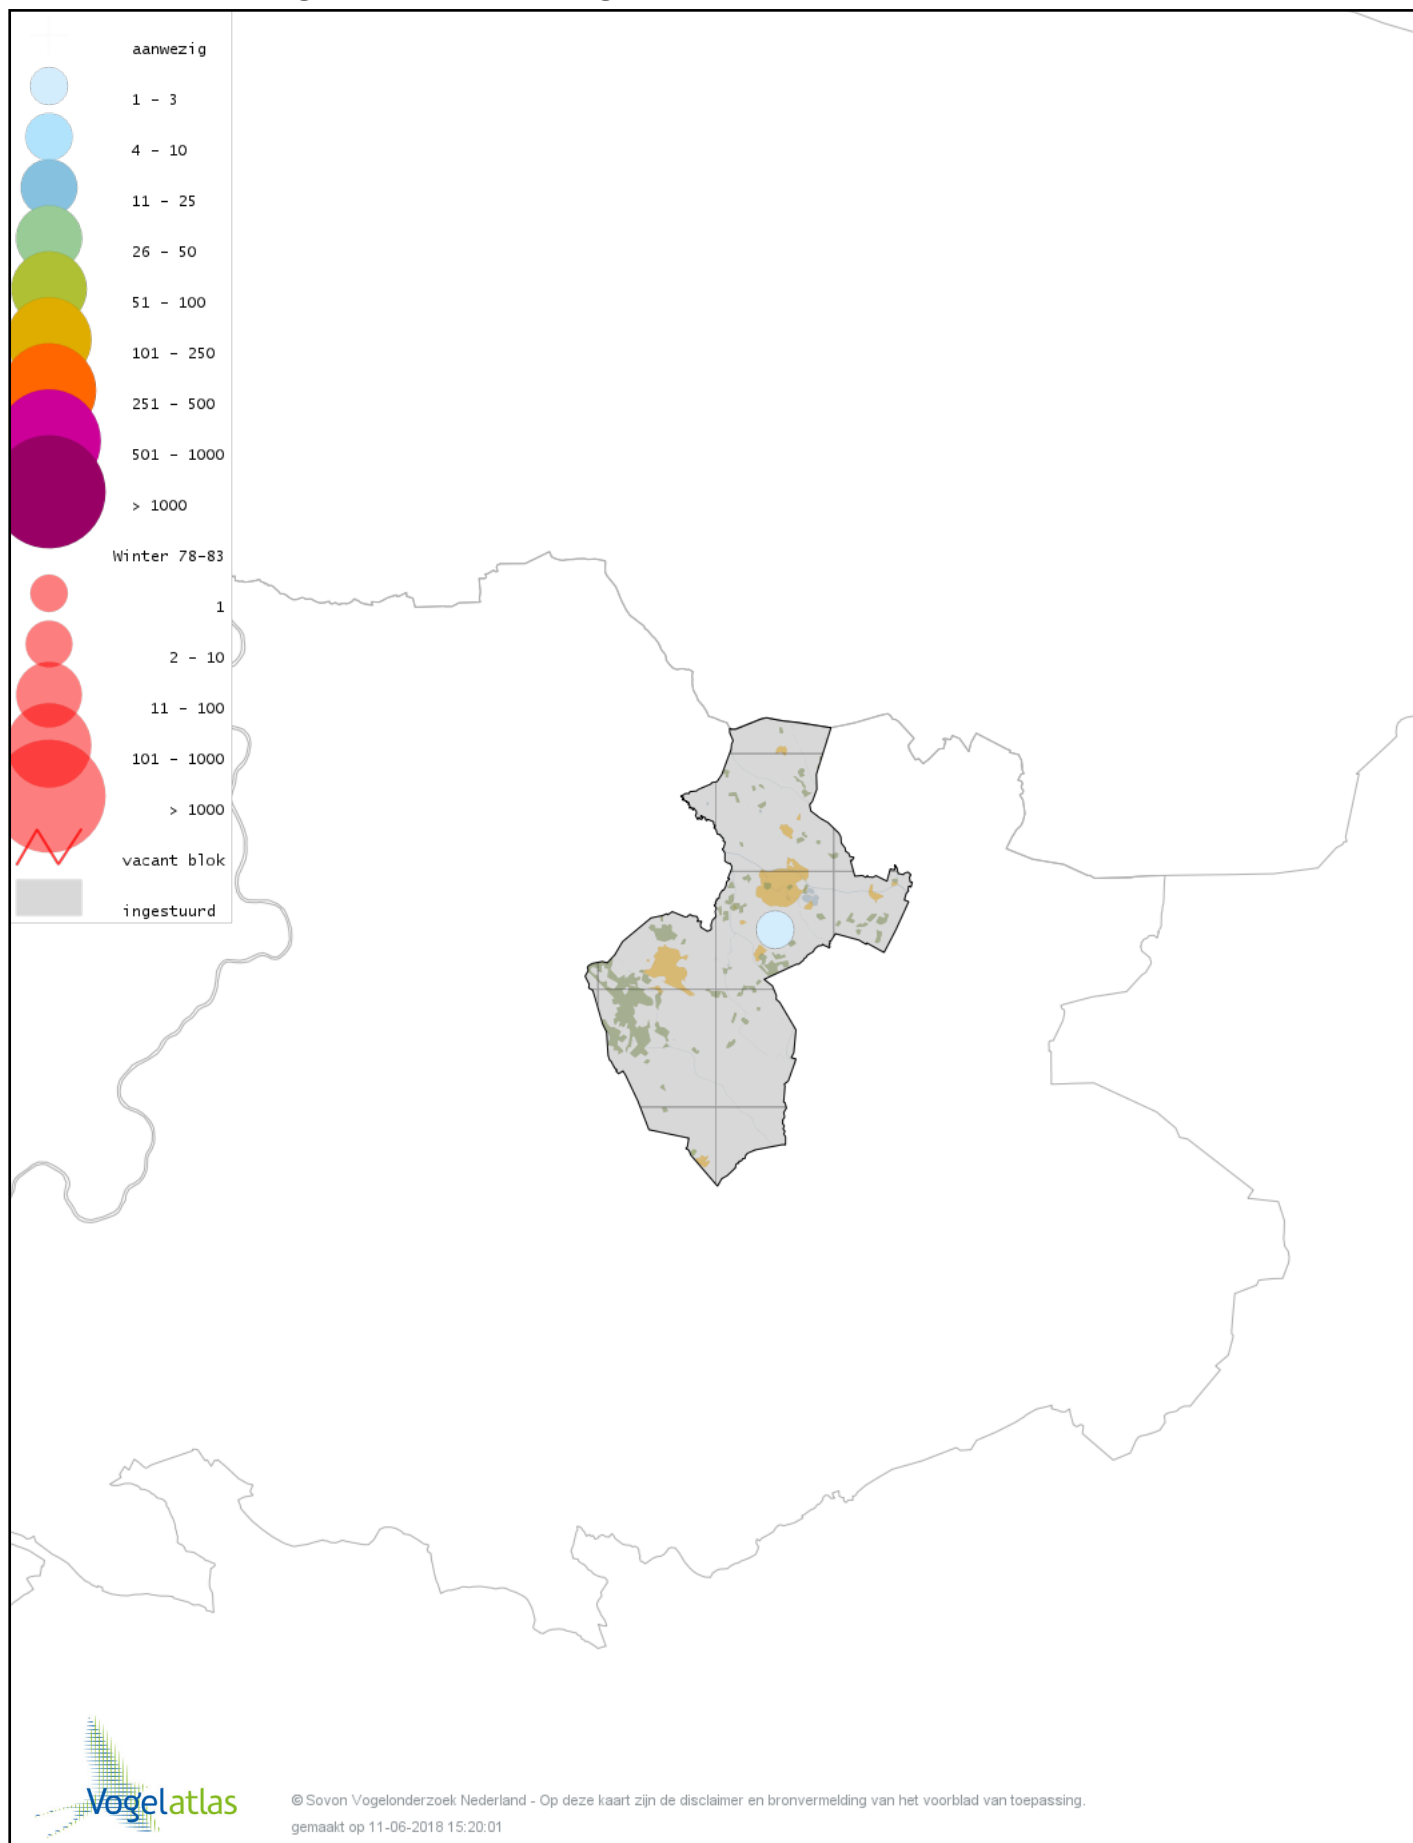 aanwezig
1 - 3
4 - 10
11 - 25
26 - 50
51 - 100
101 - 250
251 - 500
501 - 1000
> 1000
Winter 78-83
1
2 - 10
11 - 100
101 - 1000
> 1000
vacant blok
ingestuurd
Vogelatlas
© Sovon Vogelonderzoek Nederland - Op deze kaart zijn de disclaimer en bronvermelding van het voorblad van toepassing.
gemaakt op 11-06-2018 15:20:01